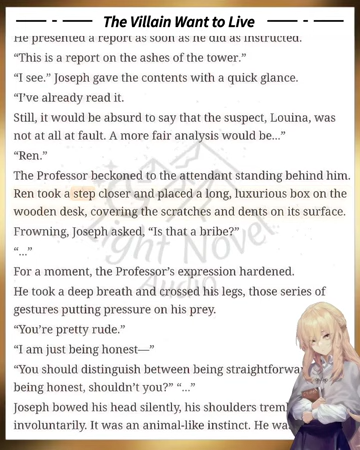 The Villain Want to Live
He presented a report as soon as he did as instructed.
“This is a report on the ashes of the tower.”
“I see.” Joseph gave the contents with a quick glance.
“I’ve already read it.
Still, it would be absurd to say that the suspect, Louina, was
not at all at fault. A more fair analysis would be...”
“Ren.”
The Professor beckoned to the attendant standing behind him.
Ren took a step closer and placed a long, luxurious box on the
wooden desk, covering the scratches and dents on its surface.
Frowning, Joseph asked, “Is that a bribe?”
“...”
For a moment, the Professor’s expression hardened.
He took a deep breath and crossed his legs, those series of
gestures putting pressure on his prey.
“You’re pretty rude.”
“I am just being honest—”
“You should distinguish between being straightforwa
being honest, shouldn’t you?” “...”
Joseph bowed his head silently, his shoulders trem
involuntarily. It was an animal-like instinct. He wa
Light Novel
Audio